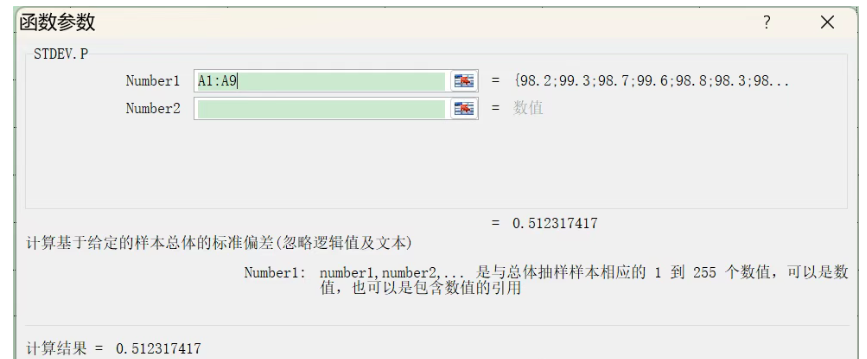 函数参数 ?
STDEV.P
Number1 A1:A9 = {98.2;99.3;98.7;99.6;98.8;98.3;98...
Number2 = 数值
= 0.512317417
计算基于给定的样本总体的标准偏差(忽略逻辑值及文本)
Number1: number1,number2,... 是与总体抽样样本相应的 1 到 255 个数值，可以是数
值，也可以是包含数值的引用
计算结果 = 0.512317417